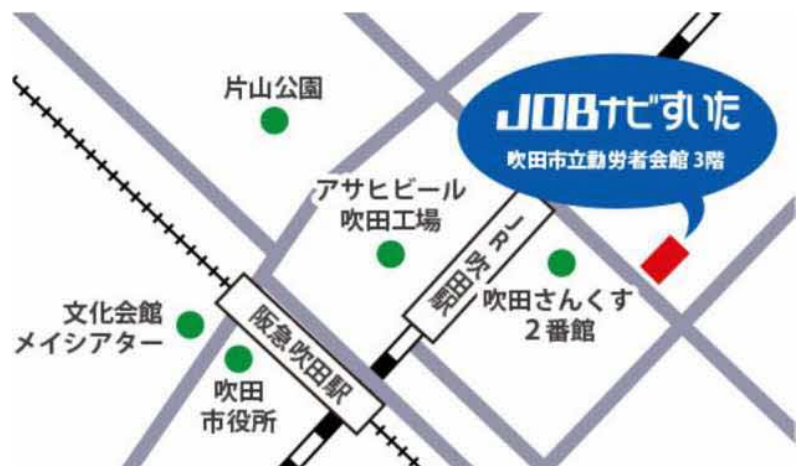 片山公園
JOBナビすいた
吹田市立勤労者会館 3階
アサヒビール
吹田工場
JR吹田駅
吹田さんくす
2番館
文化会館
メイシアター
阪急吹田駅
吹田
市役所